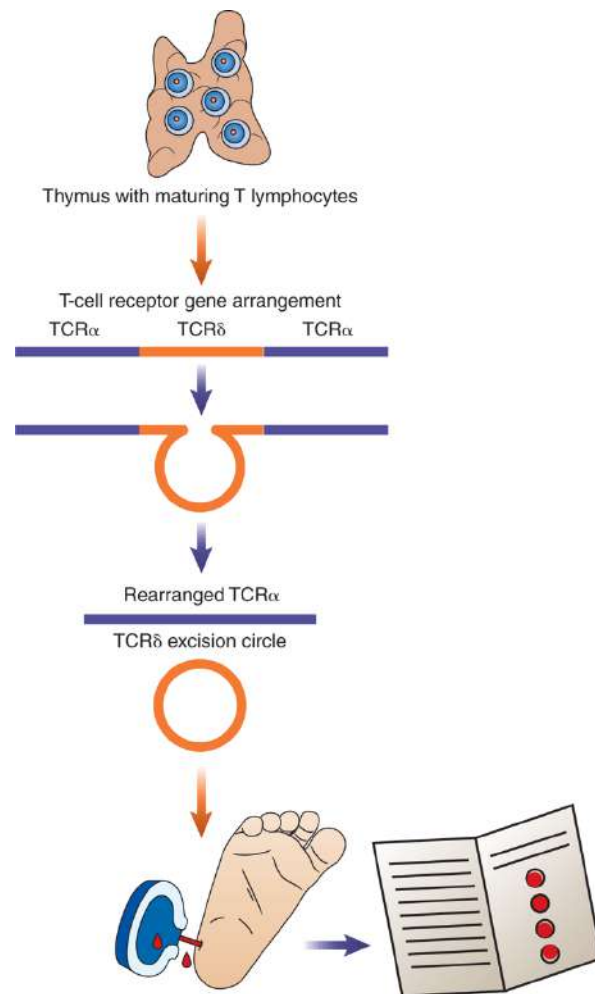 Thymus with maturing T lymphocytes
T-cell receptor gene arrangement
TCRα TCRδ TCRα
Rearranged TCRα
TCRδ excision circle